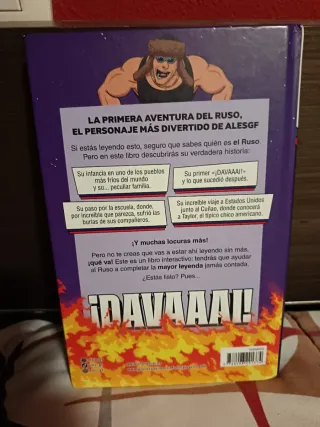 LA PRIMERA AVENTURA DEL RUSO,
EL PERSONAJE MÁS DIVERTIDO DE ALESGF
Si estás leyendo esto, seguro que sabes quién es el Ruso.
Pero en este libro descubrirás su verdadera historia:
Su infancia en uno de los pueblos
más fríos del mundo
y su... peculiar familia.
Su primer «¡DAVAAA!»
y lo que sucedió después.
Su paso por la escuela, donde,
por increíble que parezca, sufrió las
burlas de sus compañeros.
Su increíble viaje a Estados Unidos
junto al Cuñao, donde conocerá
a Taylor, el típico chico americano.
¡Y muchas locuras más!
Pero no te creas que vas a estar ahí leyendo sin más,
¡qué va! Este es un libro interactivo: tendrás que ayudar
al Ruso a completar la mayor leyenda jamás contada.
¿Estás listo? Pues...
¡DAVAAA!